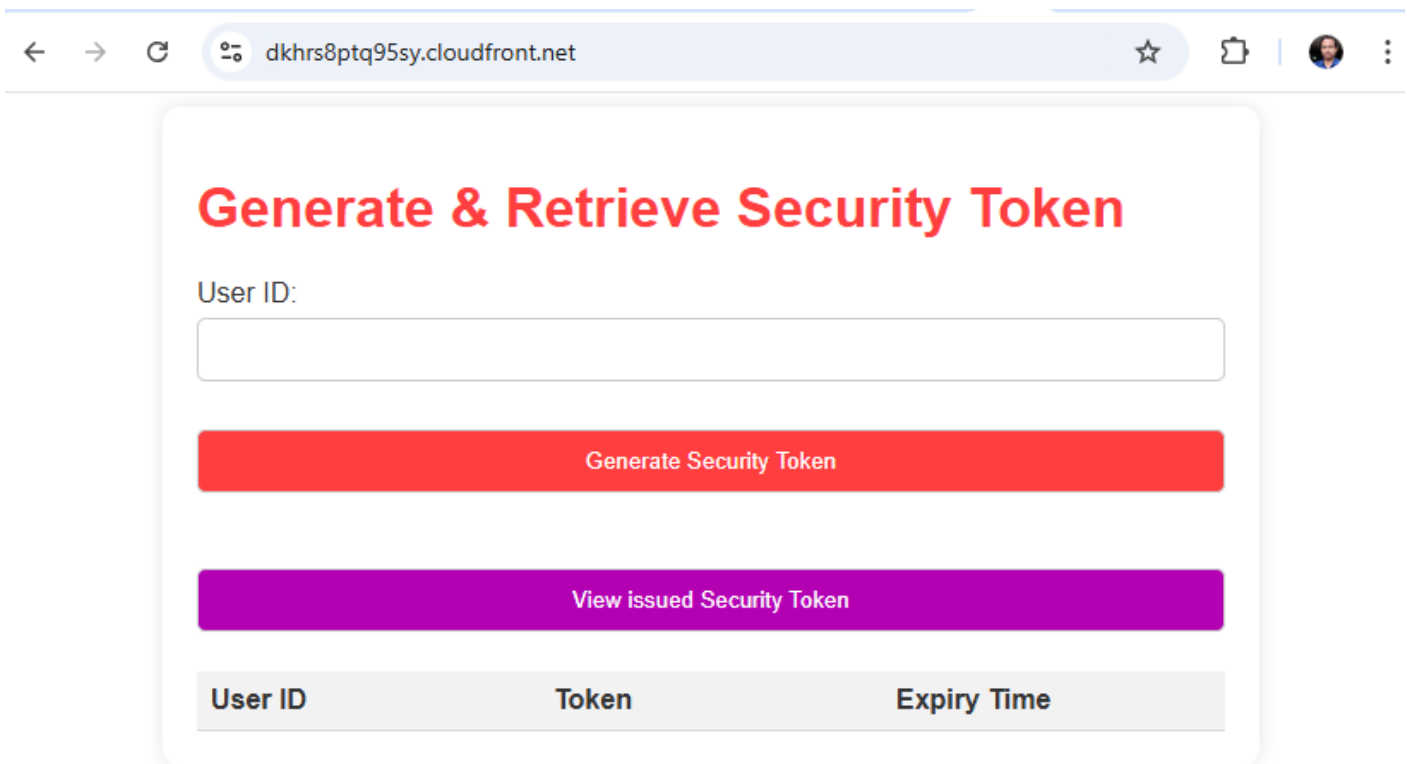 dkhrs8ptq95sy.cloudfront.net
Generate & Retrieve Security Token
User ID:
Generate Security Token
View issued Security Token
User ID Token Expiry Time